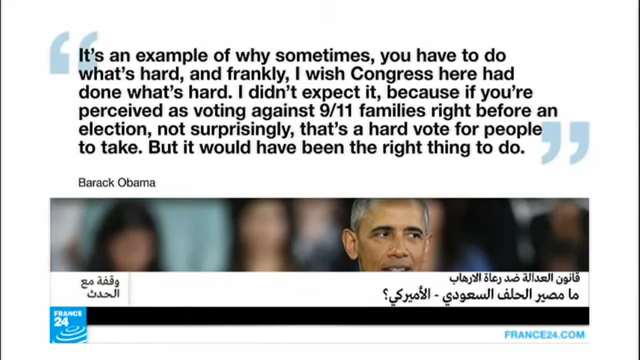 It's an example of why sometimes, you have to do
what's hard, and frankly, I wish Congress here had
done what's hard. I didn't expect it, because if you're
perceived as voting against 9/11 families right before an
election, not surprisingly, that's a hard vote for people
to take. But it would have been the right thing to do.
Barack Obama
قانون العدالة ضد رعاة الارهاب
ما مصير الحلف السعودي - الأميركي؟
وقفة مع
الحدث
FRANCE
24
FRANCE24.COM